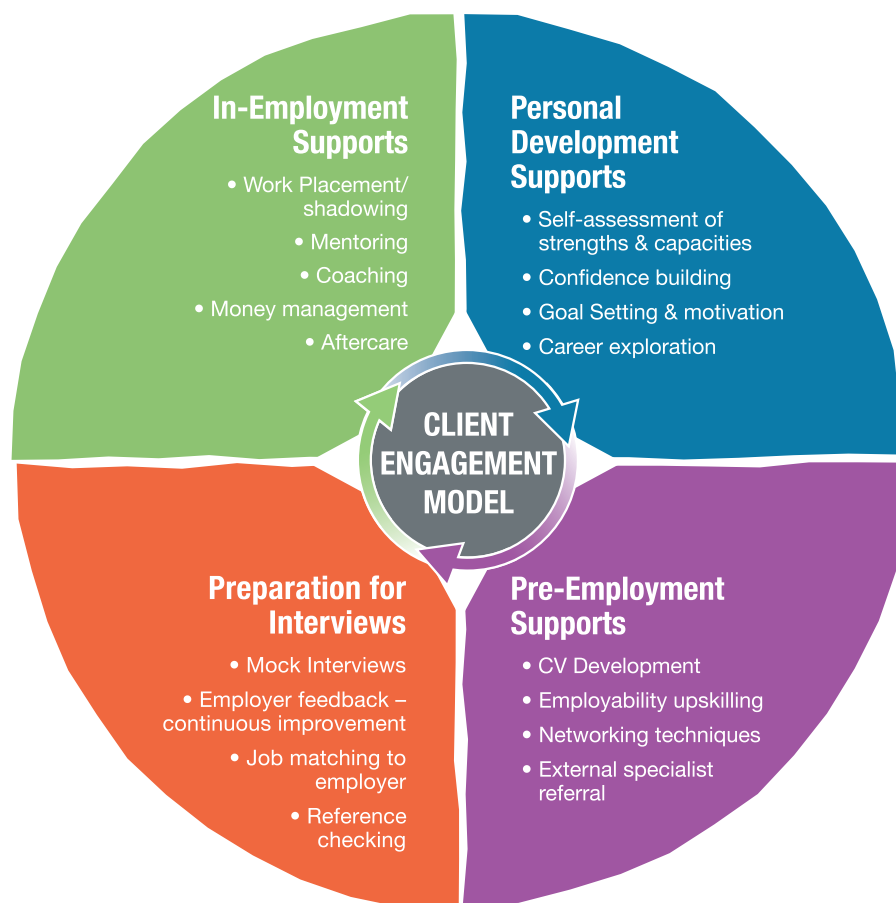 In-Employment
Supports
• Work Placement/
shadowing
• Mentoring
• Coaching
• Money management
• Aftercare
Personal
Development
Supports
• Self-assessment of
strengths & capacities
• Confidence building
• Goal Setting & motivation
• Career exploration
CLIENT
ENGAGEMENT
MODEL
Preparation for
Interviews
• Mock Interviews
• Employer feedback –
continuous improvement
• Job matching to
employer
• Reference
checking
Pre-Employment
Supports
• CV Development
• Employability upskilling
• Networking techniques
• External specialist
referral